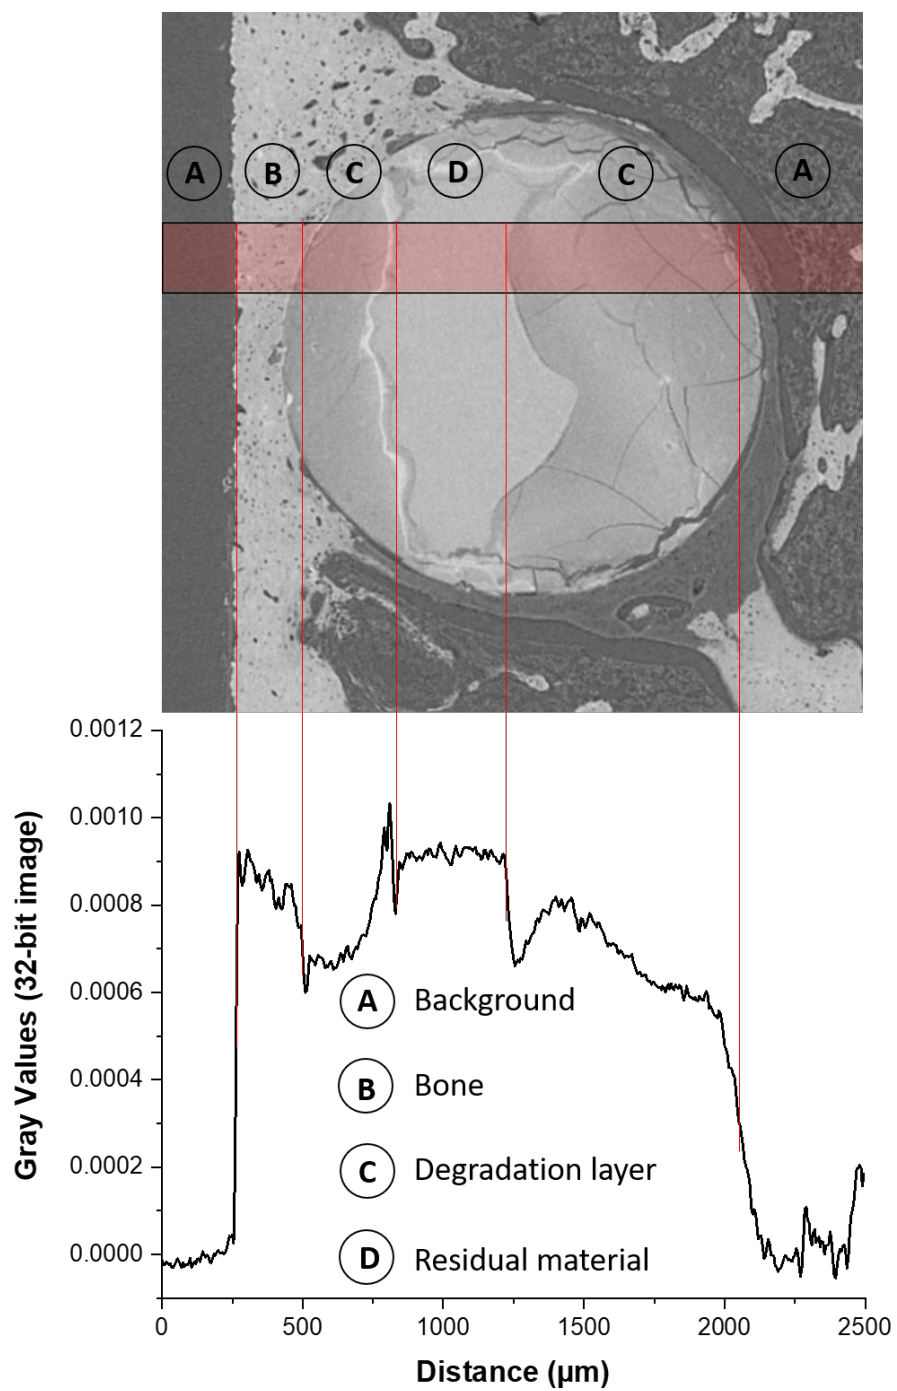 A B C D C A
0.0012
0.0010
0.0008
0.0006
0.0004
0.0002
0.0000
Gray Values (32-bit image)
A Background
B Bone
C Degradation layer
D Residual material
0 500 1000 1500 2000 2500
Distance (µm)